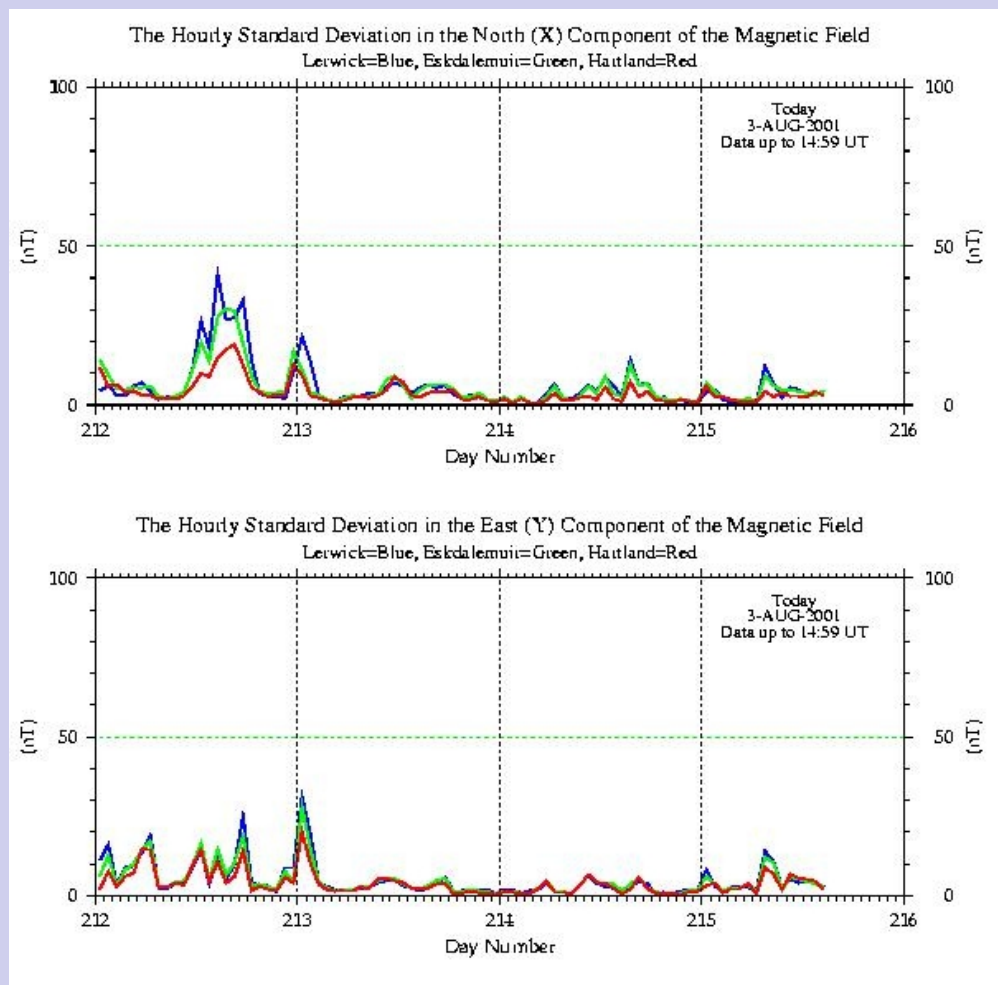 The Hourly Standard Deviation in the North (X) Component of the Magnetic Field
Lerwick=Blue, Eskdalemuir=Green, Hartland=Red
100
100
Today
3-AUG-2001
Data up to 14:59 UT
(nT)
50
50
(nT)
0
0
212
213
214
215
216
Day Number
The Hourly Standard Deviation in the East (Y) Component of the Magnetic Field
Lerwick=Blue, Eskdalemuir=Green, Hartland=Red
100
100
Today
3-AUG-2001
Data up to 14:59 UT
(nT)
50
50
(nT)
0
0
212
213
214
215
216
Day Number